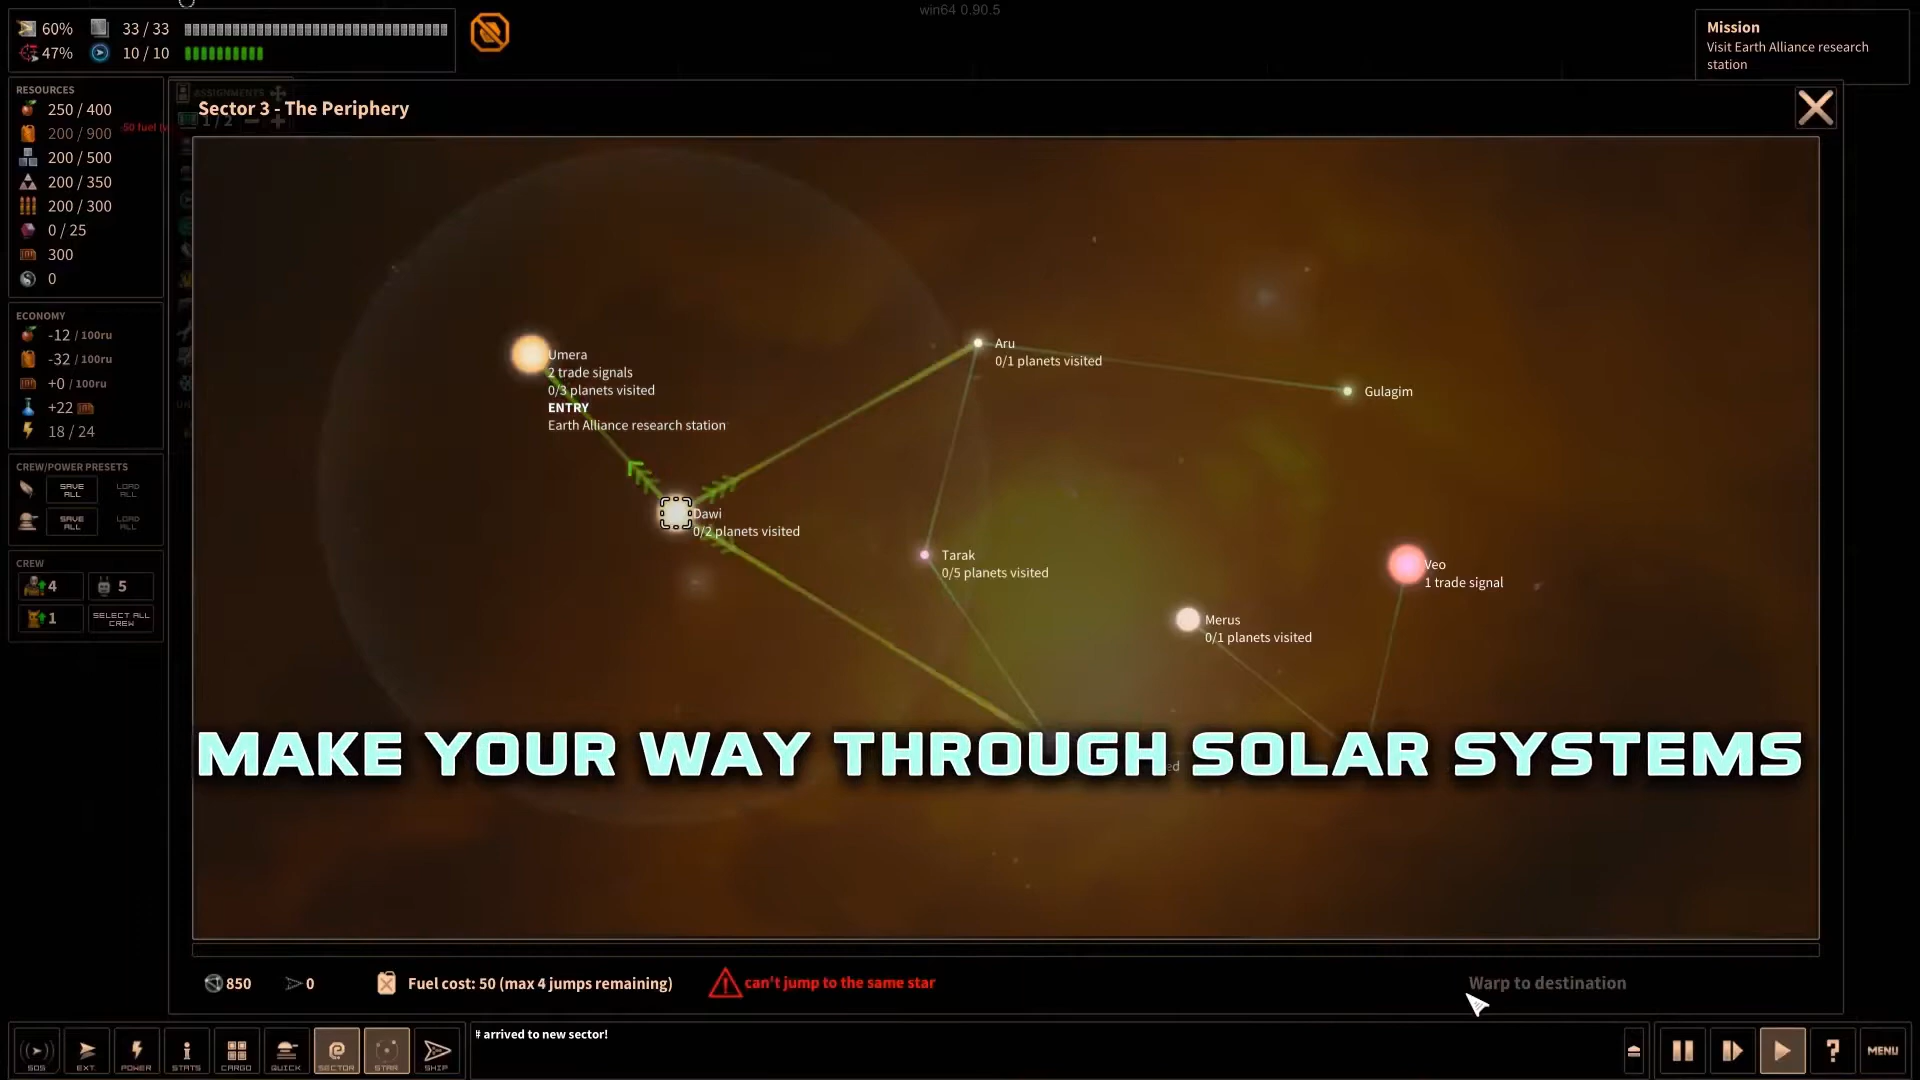 win64 0.90.5
60%
33 / 33
47%
10 / 10
Mission
Visit Earth Alliance research
station
RESOURCES
250 / 400
200 / 900
200 / 500
200 / 350
200 / 300
0 / 25
300
0
ECONOMY
-12 / 100ru
-32 / 100ru
+0 / 100ru
+22
18 / 24
CREW/POWER PRESETS
SAVE ALL
LOAD ALL
SAVE ALL
LOAD ALL
CREW
4
5
1
SELECT ALL CREW
ASSIGNMENTS
1 / 2
50 fuel
Sector 3 - The Periphery
Umera
2 trade signals
0/3 planets visited
ENTRY
Earth Alliance research station
Aru
0/1 planets visited
Gulagim
Dawi
0/2 planets visited
Tarak
0/5 planets visited
Veo
1 trade signal
Merus
0/1 planets visited
MAKE YOUR WAY THROUGH SOLAR SYSTEMS
850
0
Fuel cost: 50 (max 4 jumps remaining)
can't jump to the same star
Warp to destination
SOS
EXT.
POWER
STATS
CARGO
QUICK
SECTOR
STAR
SHIP
# arrived to new sector!
?
MENU